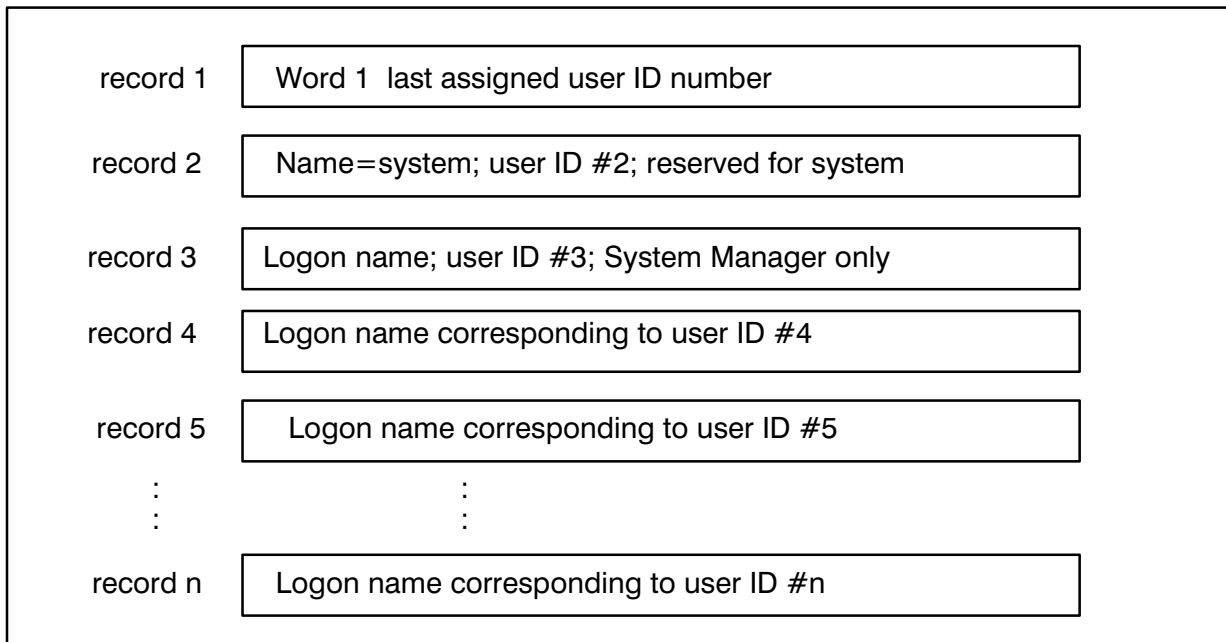 record 1 Word 1 last assigned user ID number
record 2 Name=system; user ID #2; reserved for system
record 3 Logon name; user ID #3; System Manager only
record 4 Logon name corresponding to user ID #4
record 5 Logon name corresponding to user ID #5
: :
: :
record n Logon name corresponding to user ID #n